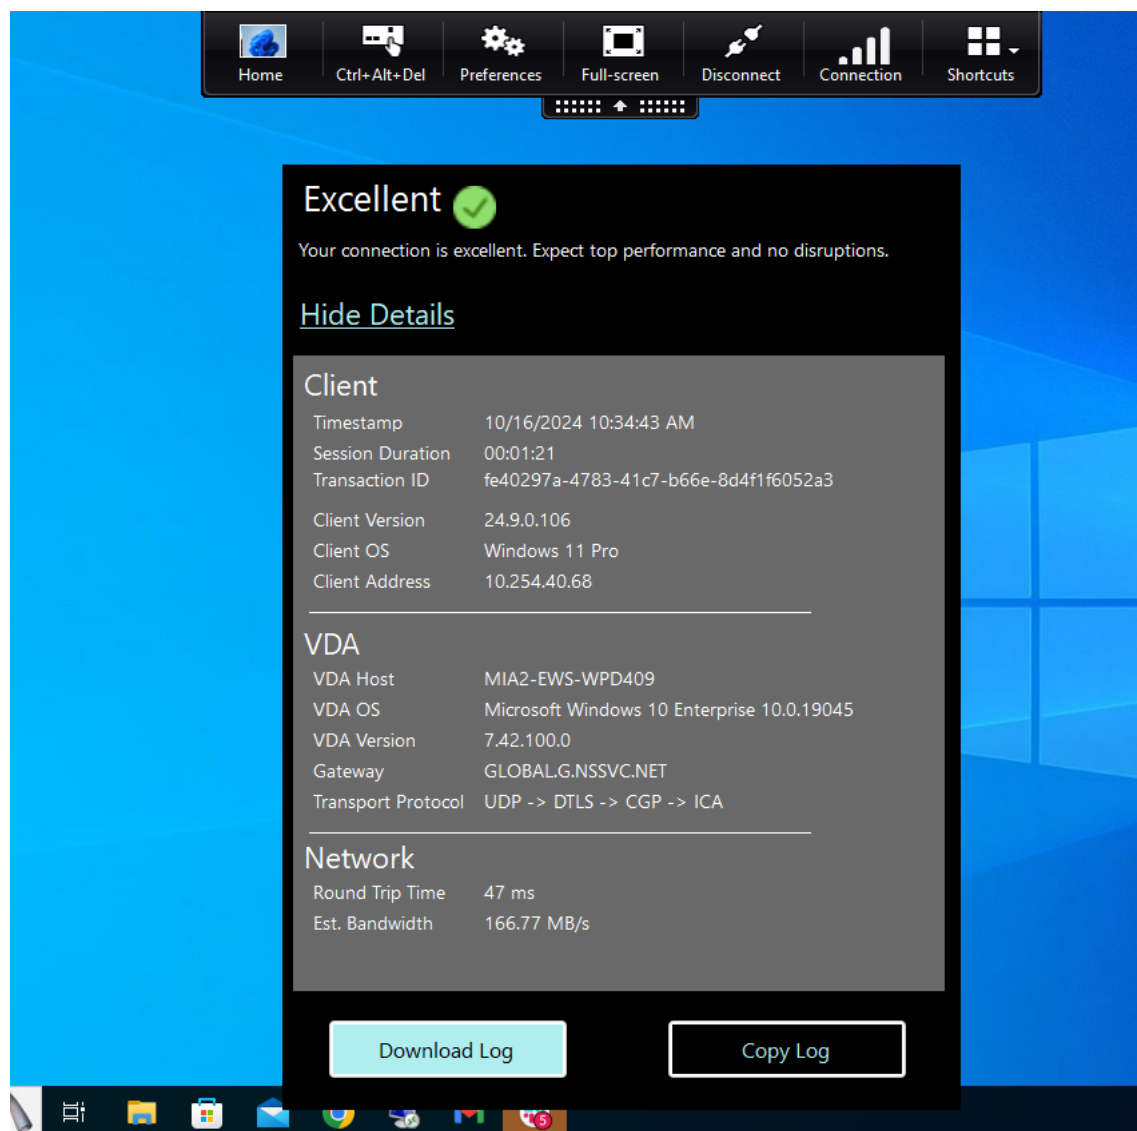 Home Ctrl+Alt+Del Preferences Full-screen Disconnect Connection Shortcuts
Excellent
Your connection is excellent. Expect top performance and no disruptions.
Hide Details
Client
Timestamp 10/16/2024 10:34:43 AM
Session Duration 00:01:21
Transaction ID fe40297a-4783-41c7-b66e-8d4f1f6052a3
Client Version 24.9.0.106
Client OS Windows 11 Pro
Client Address 10.254.40.68
VDA
VDA Host MIA2-EWS-WPD409
VDA OS Microsoft Windows 10 Enterprise 10.0.19045
VDA Version 7.42.100.0
Gateway GLOBAL.G.NSSVC.NET
Transport Protocol UDP -> DTLS -> CGP -> ICA
Network
Round Trip Time 47 ms
Est. Bandwidth 166.77 MB/s
Download Log Copy Log
5